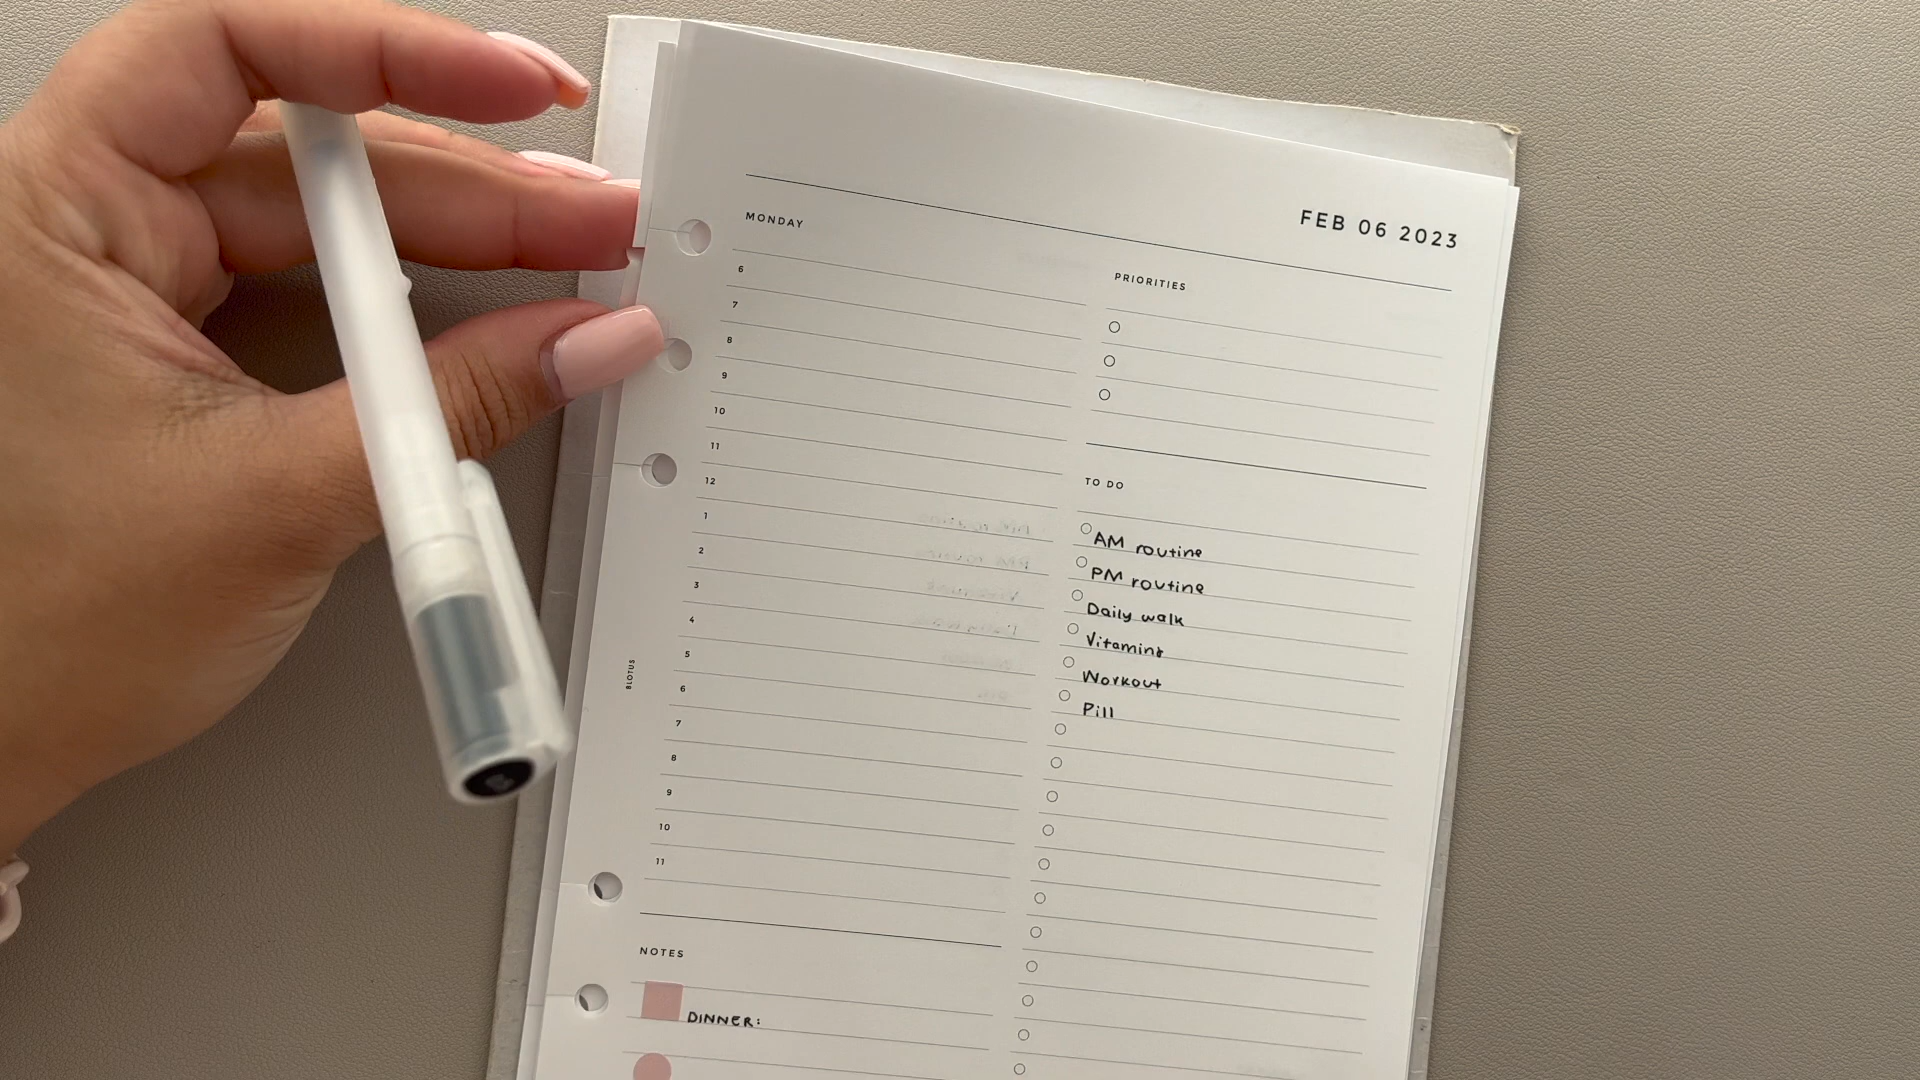 FEB 06 2023
MONDAY
6
7
8
9
10
11
12
1
2
3
4
5
6
7
8
9
10
11
NOTES
DINNER:
PRIORITIES
TO DO
AM routine
PM routine
Daily walk
Vitamins
Workout
Pill